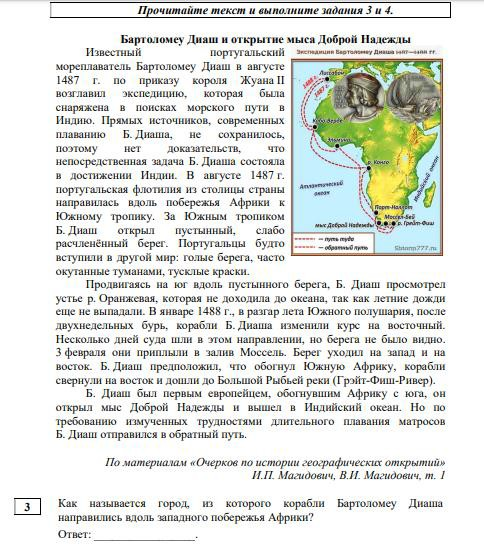 Прочитайте текст и выполните задания 3 и 4.
Бартоломеу Диаш и открытие мыса Доброй Надежды
Известный португальский
мореплаватель Бартоломеу Диаш в августе
1487 г. по приказу короля Жуана II
возглавил экспедицию, которая была
снаряжена в поисках морского пути в
Индию. Прямых источников, современных
плаванию Б. Диаша, не сохранилось,
поэтому нет доказательств, что
непосредственная задача Б. Диаша состояла
в достижении Индии. В августе 1487 г.
португальская флотилия из столицы страны
направилась вдоль побережья Африки к
Южному тропику. За Южным тропиком
Б. Диаш открыл пустынный, слабо
расчленённый берег. Португальцы будто
вступили в другой мир: голые берега, часто
окутанные туманами, тусклые краски.
Экспедиция Бартоломеу Диаша 1487—1488 гг.
Лиссабон
1488 г.
1487 г.
Кабо Верде
Эльмина
р. Конго
Атлантический
океан
Индийский океан
Порт-Ноллот
Моссел-Бей
мыс Доброй Надежды
р. Грейт-Фиш
— путь туда
— обратный путь
Sbtorm777.ru
Продвигаясь на юг вдоль пустынного берега, Б. Диаш просмотрел
устье р. Оранжевая, которая не доходила до океана, так как летние дожди
еще не выпадали. В январе 1488 г., в разгар лета Южного полушария, после
двухнедельных бурь, корабли Б. Диаша изменили курс на восточный.
Несколько дней суда шли в этом направлении, но берега не было видно.
3 февраля они приплыли в залив Моссель. Берег уходил на запад и на
восток. Б. Диаш предположил, что обогнул Южную Африку, корабли
свернули на восток и дошли до Большой Рыбьей реки (Грэйт-Фиш-Ривер).
Б. Диаш был первым европейцем, обогнувшим Африку с юга, он
открыл мыс Доброй Надежды и вышел в Индийский океан. Но по
требованию измученных трудностями длительного плавания матросов
Б. Диаш отправился в обратный путь.
По материалам «Очерков по истории географических открытий»
И.П. Магидович, В.И. Магидович, т. 1
3
Как называется город, из которого корабли Бартоломеу Диаша
направились вдоль западного побережья Африки?
Ответ: _________________.